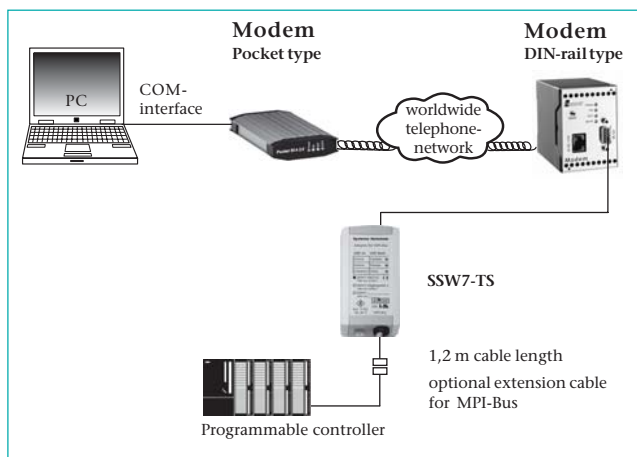 Modem
Pocket type
Modem
DIN-rail type
PC
COM-
interface
worldwide
telephone-
network
Modem
SSW7-TS
1,2 m cable length
optional extension cable
for MPI-Bus
Programmable controller